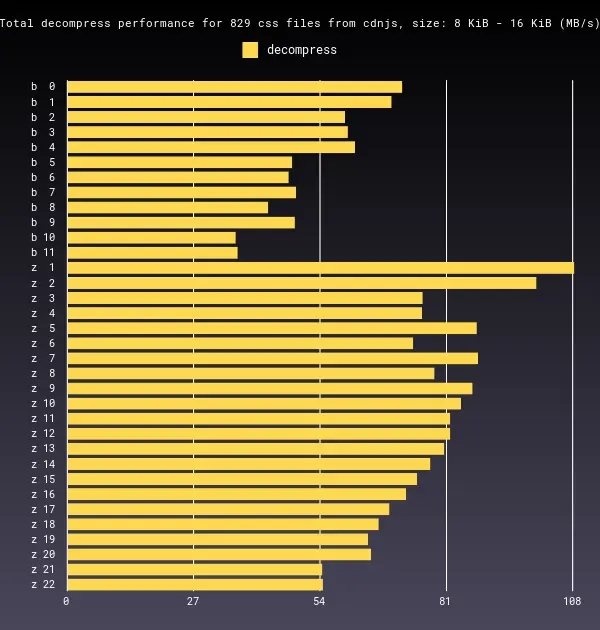 Total decompress performance for 829 css files from cdnjs, size: 8 KiB - 16 KiB (MB/s)
decompress
b 0
b 1
b 2
b 3
b 4
b 5
b 6
b 7
b 8
b 9
b 10
b 11
z 1
z 2
z 3
z 4
z 5
z 6
z 7
z 8
z 9
z 10
z 11
z 12
z 13
z 14
z 15
z 16
z 17
z 18
z 19
z 20
z 21
z 22
0 27 54 81 108